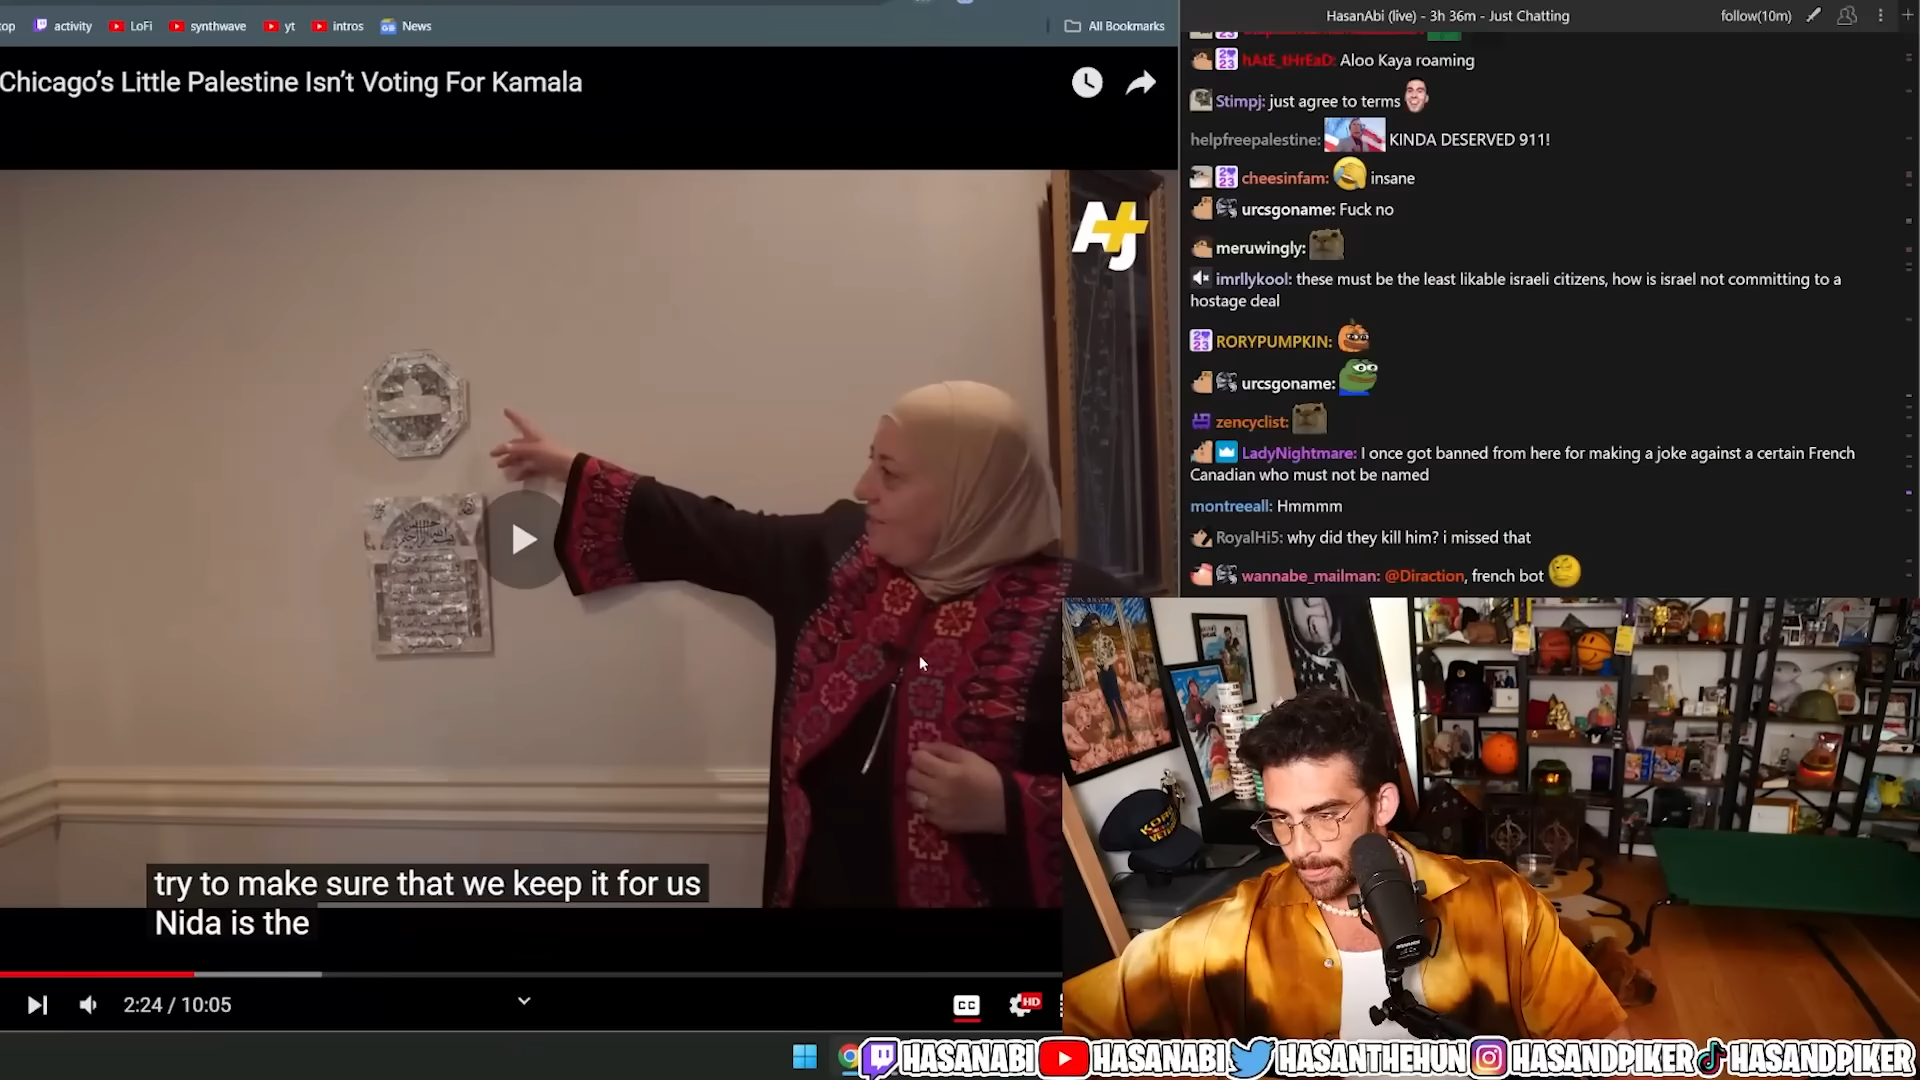 top
activity
LoFi
synthwave
yt
intros
News
All Bookmarks
Chicago's Little Palestine Isn't Voting For Kamala
AJ+
try to make sure that we keep it for us
Nida is the
2:24 / 10:05
CC
HD
HasanAbi (live) - 3h 36m - Just Chatting
follow(10m)
hAtE_tHrEaD: Aloo Kaya roaming
Stimpj: just agree to terms
helpfreepalestine: KINDA DESERVED 911!
cheesinfam: insane
urcsgoname: Fuck no
meruwingly:
imrllykool: these must be the least likable israeli citizens, how is israel not committing to a
hostage deal
RORYPUMPKIN:
urcsgoname:
zencyclist:
LadyNightmare: I once got banned from here for making a joke against a certain French
Canadian who must not be named
montreeall: Hmmmm
RoyalHi5: why did they kill him? i missed that
wannabe_mailman: @Diraction, french bot
KOREA
VETERAN
HASANABI
HASANABI
HASANTHEHUN
HASANDPIKER
HASANDPIKER